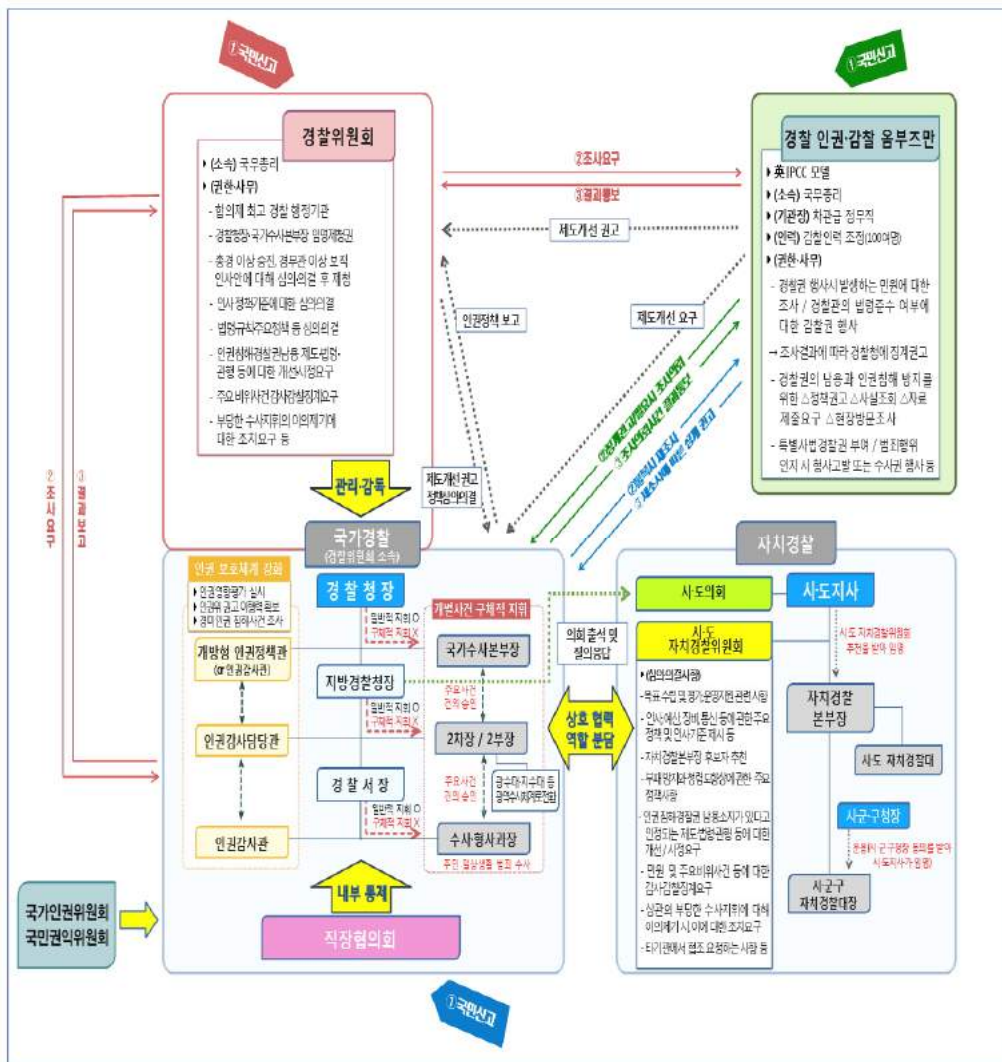 ①국민신고
①국민신고
경찰위원회
▸ (소속) 국무총리
▸ (권한·사무)
- 합의제 최고 경찰 행정기관
- 경찰청장·국가수사본부장 임명제청권
- 총경 이상 승진, 경무관 이상 보직
인사안에 대해 심의·의결 후 제청
- 인사 정책기준에 대한 심의의결
- 법령·규칙·주요정책 등 심의·의결
- 인권침해·경찰권남용 제도·법령·
관행 등에 대한 개선·시정요구
- 주요 비위사건 감사·감찰·징계요구
- 부당한 수사지휘의 이의제기에
대한 조치요구 등
②조사요구
③결과통보
제도개선 권고
인권정책 보고
제도개선 요구
제도개선 권고
정책심의·의결
경찰 인권·감찰 옴부즈만
▸ 英 IPCC 모델
▸ (소속) 국무총리
▸ (기관장) 차관급 정무직
▸ (인력) 감찰인력 조정(100여명)
▸ (권한·사무)
- 경찰권 행사시 발생하는 민원에 대한
조사 / 경찰관의 법령준수 여부에
대한 감찰권 행사
→ 조사결과에 따라 경찰청에 징계권고
- 경찰권의 남용과 인권침해 방지를
위한 △정책권고 △사실조회 △자료
제출요구 △현장방문조사
- 특별사법경찰권 부여 / 범죄행위
인지 시 형사고발 또는 수사권 행사 등
②조사요구
③결과보고
관리·감독
국가경찰
(경찰위원회 소속)
인권 보호체계 강화
▸ 인권영향평가 실시
▸ 인권위 권고 이행력 확보
▸ 경미 인권 침해사건 조사
개방형 인권정책관
(or 인권감사관)
인권감사담당관
인권감사관
경찰청장
일반적 지휘 O
구체적 지휘 X
지방경찰청장
일반적 지휘 O
구체적 지휘 X
경찰서장
일반적 지휘 O
구체적 지휘 X
개별사건 구체적 지휘
국가수사본부장
주요사건
건의·승인
2차장 / 2부장
주요사건
건의·승인
광수대·지수대 등
수사·형사과장
주민 일상생활 범죄 수사
내부 통제
직장협의회
국가인권위원회
국민권익위원회
의회 출석 및
질의응답
상호 협력
역할 분담
자치경찰
시·도의회
시·도지사
시·도
자치경찰위원회
▸ (심의·의결사항)
- 목표 수립 및 평가·운영지원 관련 사항
- 인사·예산·장비·통신 등에 관한 주요
정책 및 인사기준 제시 등
- 자치경찰본부장 후보자 추천
- 부패 방지와 청렴도 향상에 관한 주요
정책사항
- 인권침해·경찰권 남용소지가 있다고
인정되는 제도·법령·관행 등에 대한
개선 / 시정요구
- 민원 및 주요비위사건 등에 대한
감사·감찰·징계요구
- 상관의 부당한 수사지휘에 대해
이의제기 시, 이에 대한 조치요구
- 타기관에서 협조 요청하는 사항 등
시·도 자치경찰위원회
추천을 받아 임명
자치경찰
본부장
시·도 자치경찰대
시·군·구청장
시·도지사가 임명)
시·군·구
자치경찰대장
①국민신고